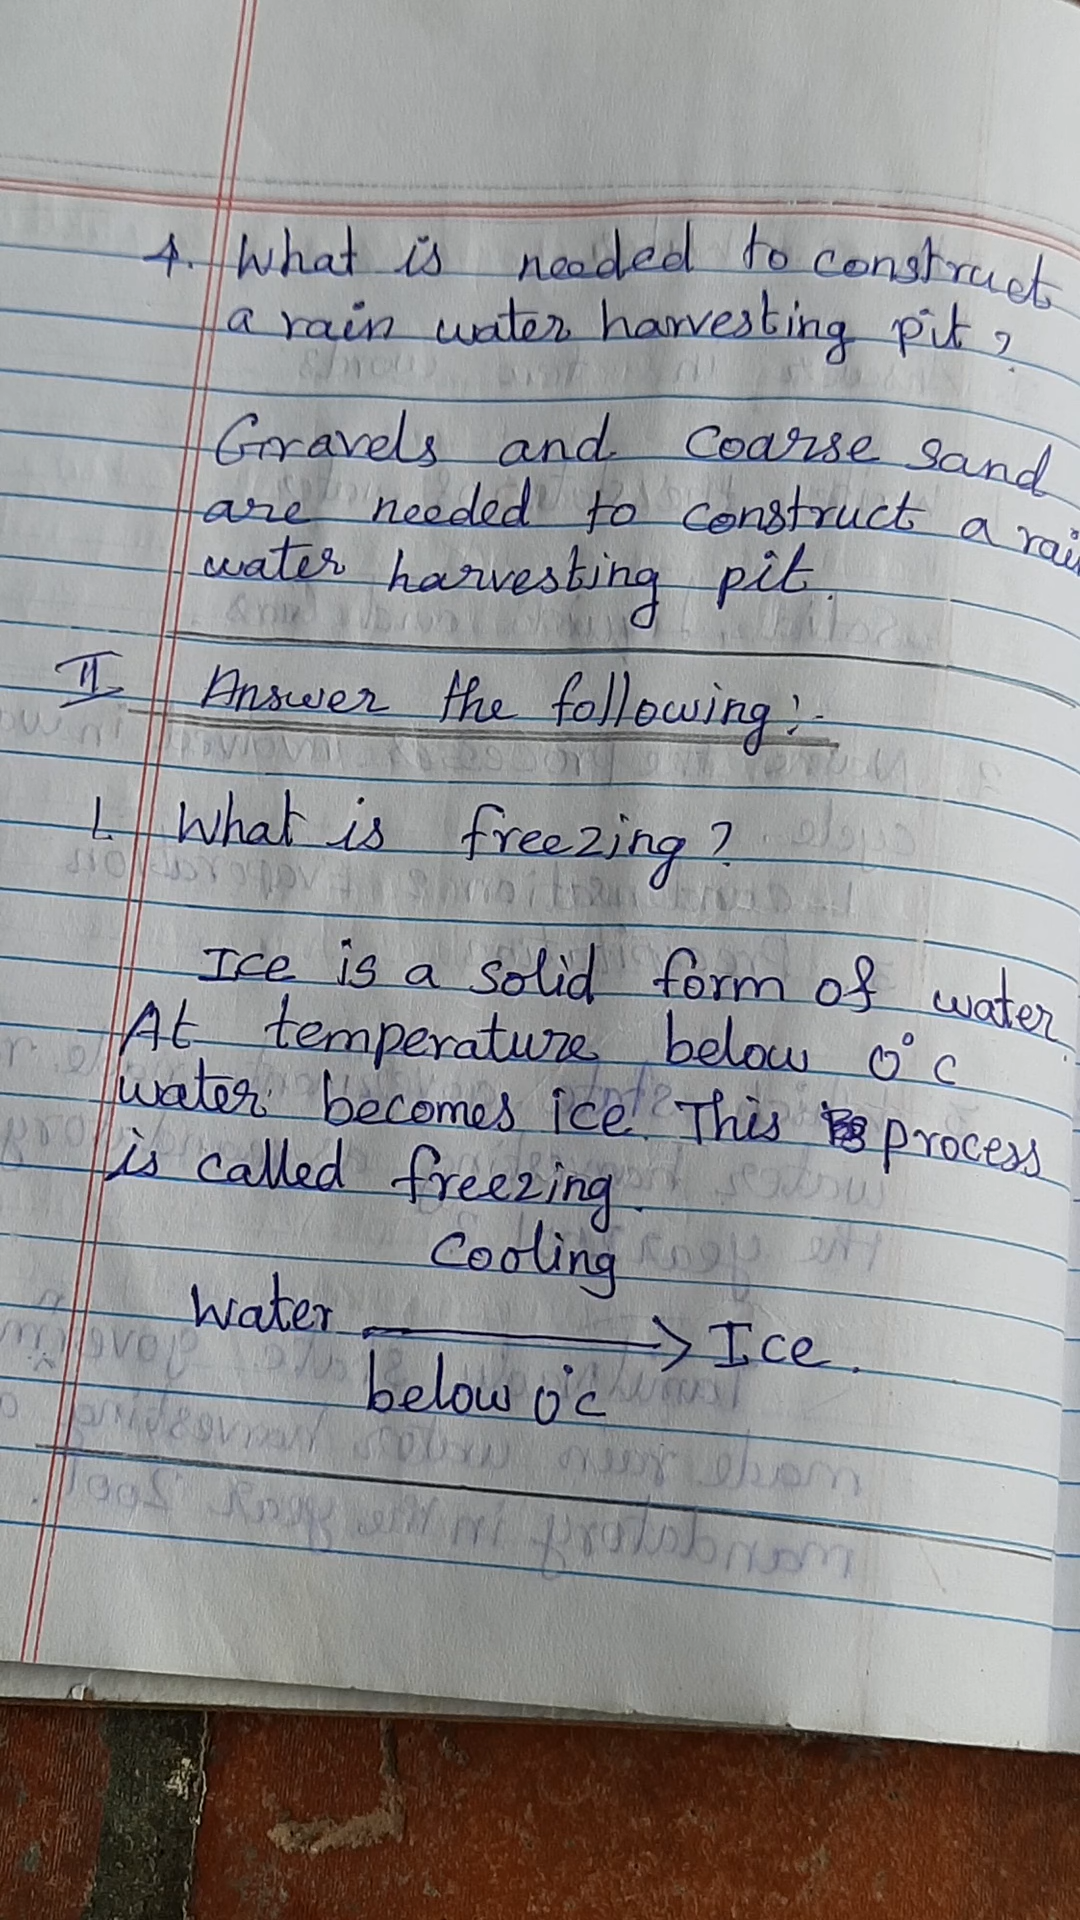 4. What is needed to construct
a rain water harvesting pit?
Gravels and coarse sand
are needed to construct a rain
water harvesting pit.
II Answer the following:-
1. What is freezing?
Ice is a solid form of water.
At temperature below 0°c
water becomes ice. This process
is called freezing.
Cooling
Water → Ice.
below 0°c